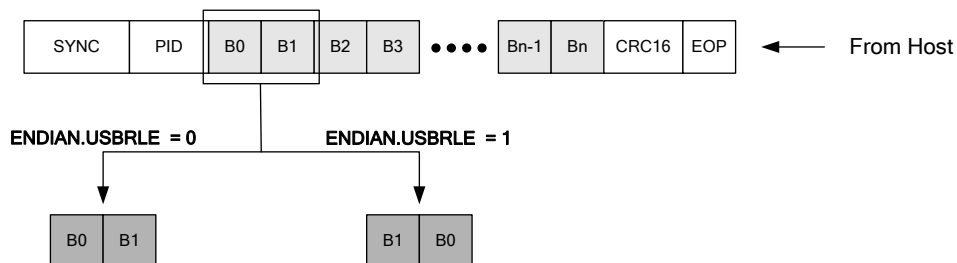 SYNC PID B0 B1 B2 B3 •••• Bn-1 Bn CRC16 EOP From Host
ENDIAN.USBRLE = 0 ENDIAN.USBRLE = 1
B0 B1 B1 B0